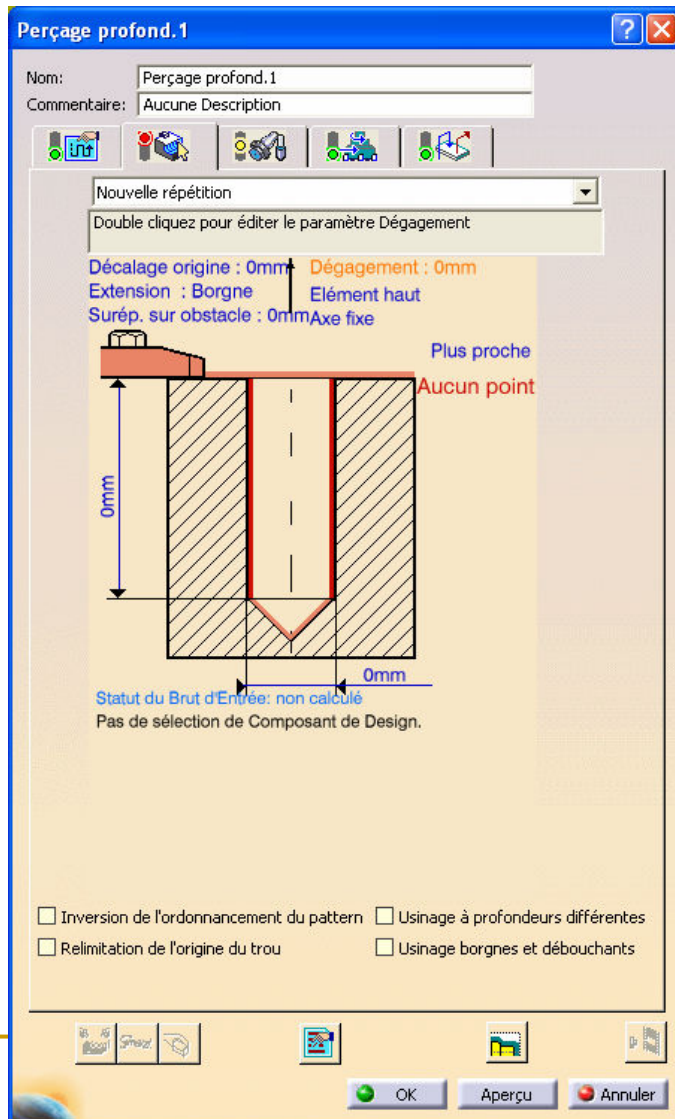 Perçage profond.1
Nom: Perçage profond.1
Commentaire: Aucune Description
Nouvelle répétition
Double cliquez pour éditer le paramètre Dégagement
Décalage origine : 0mm Dégagement : 0mm
Extension : Borgne Elément haut
Surép. sur obstacle : 0mm Axe fixe
Plus proche
Aucun point
0mm
0mm
Statut du Brut d'Entrée: non calculé
Pas de sélection de Composant de Design.
Inversion de l'ordonnancement du pattern Usinage à profondeurs différentes
Relimitation de l'origine du trou Usinage borgnes et débouchants
OK Aperçu Annuler